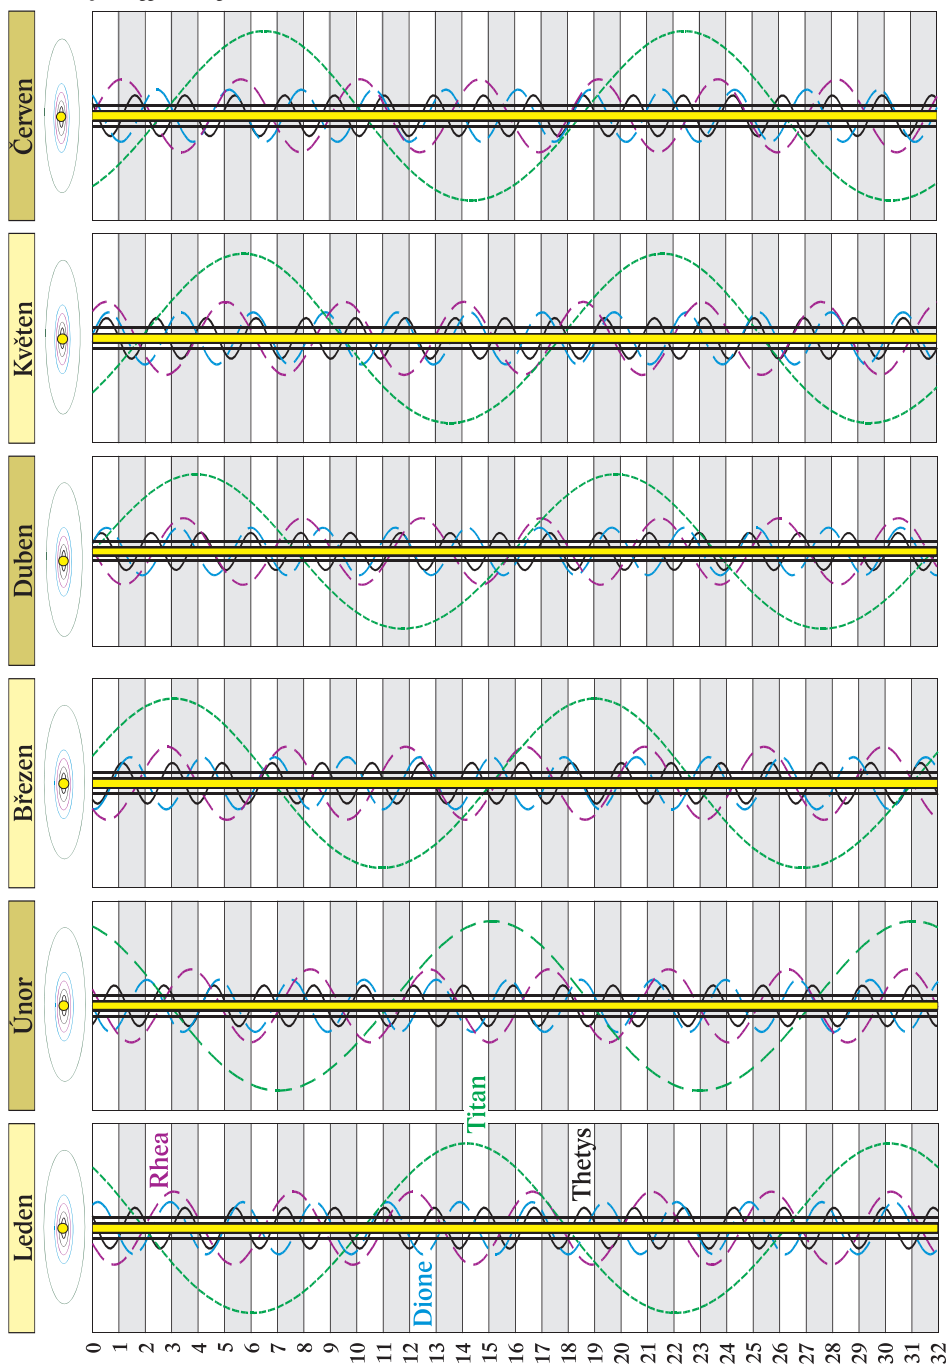 Leden
Únor
Březen
Duben
Květen
Červen
Rhea
Titan
Thetys
Dione
0 1 2 3 4 5 6 7 8 9 10 11 12 13 14 15 16 17 18 19 20 21 22 23 24 25 26 27 28 29 30 31 32